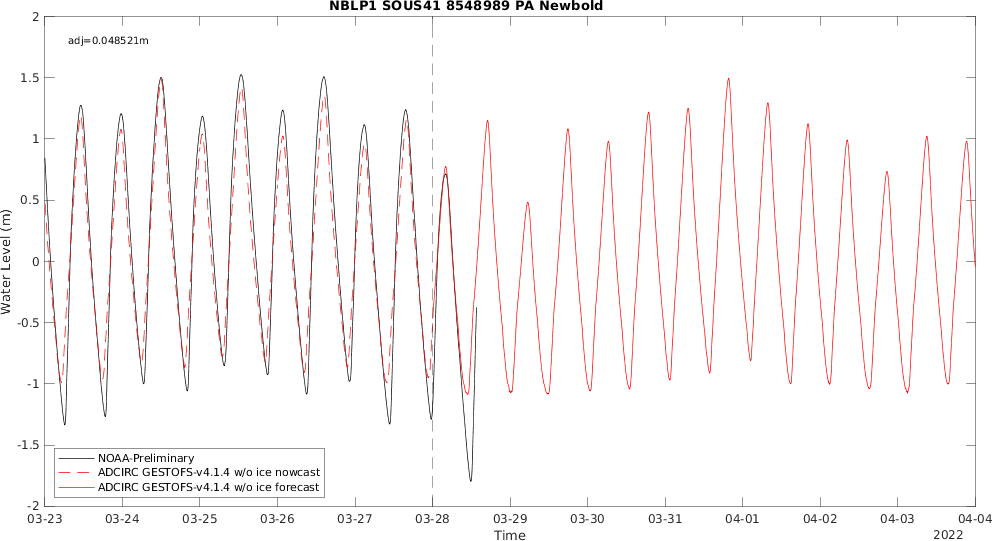 NBLP1 SOUS41 8548989 PA Newbold
adj=0.048521m
2
1.5
1
0.5
0
-0.5
-1
-1.5
-2
Water Level (m)
NOAA-Preliminary
ADCIRC GESTOFS-v4.1.4 w/o ice nowcast
ADCIRC GESTOFS-v4.1.4 w/o ice forecast
03-23 03-24 03-25 03-26 03-27 03-28 03-29 03-30 03-31 04-01 04-02 04-03 04-04
Time
2022